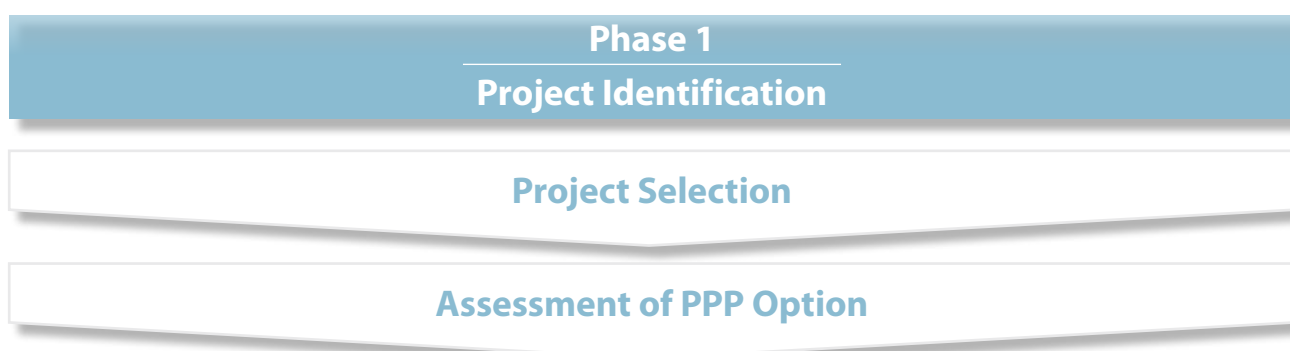 Phase 1
Project Identification
Project Selection
Assessment of PPP Option